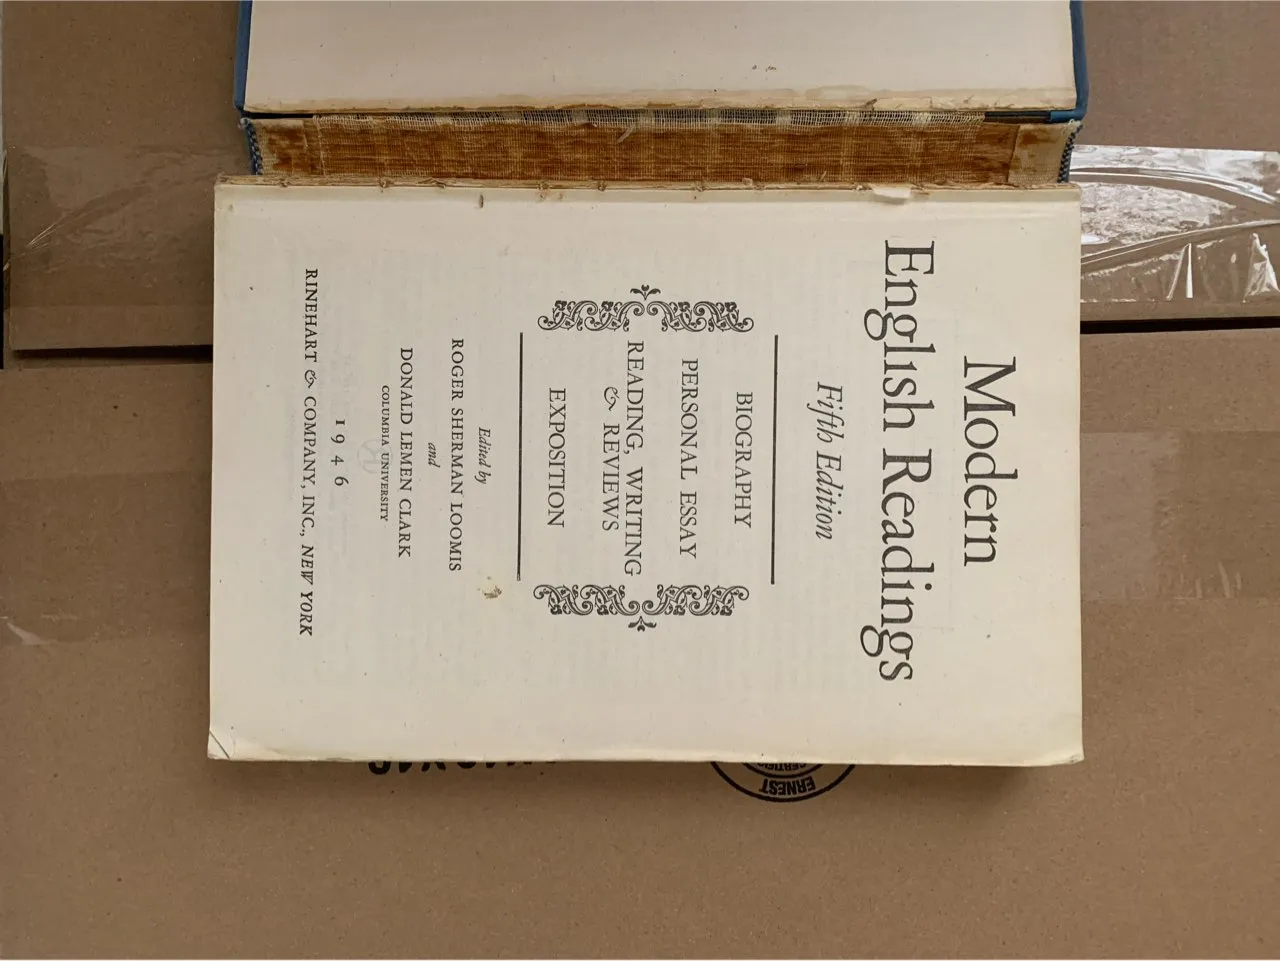 Modern
English Readings
Fifth Edition
BIOGRAPHY
PERSONAL ESSAY
READING, WRITING
& REVIEWS
EXPOSITION
Edited by
ROGER SHERMAN LOOMIS
and
DONALD LEMEN CLARK
COLUMBIA UNIVERSITY
1946
RINEHART & COMPANY, INC., NEW YORK
ERNEST